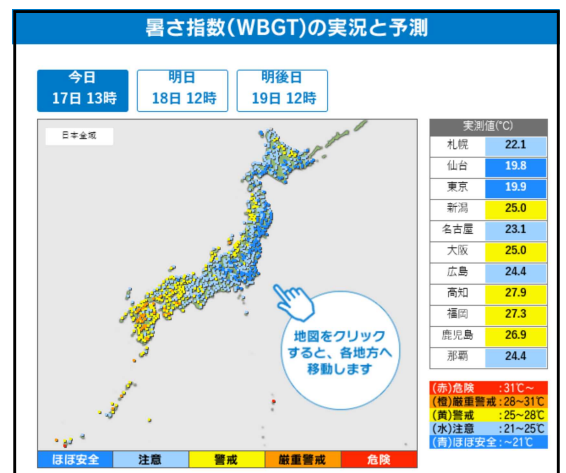 暑さ指数(WBGT)の実況と予測
今日
17日 13時
明日
18日 12時
明後日
19日 12時
日本全域
地図をクリック
すると、各地方へ
移動します
ほぼ安全 注意 警戒 厳重警戒 危険
実測値(℃)
札幌 22.1
仙台 19.8
東京 19.9
新潟 25.0
名古屋 23.1
大阪 25.0
広島 24.4
高知 27.9
福岡 27.3
鹿児島 26.9
那覇 24.4
(赤)危険 :31℃~
(橙)厳重警戒:28~31℃
(黄)警戒 :25~28℃
(水)注意 :21~25℃
(青)ほぼ安全:~21℃